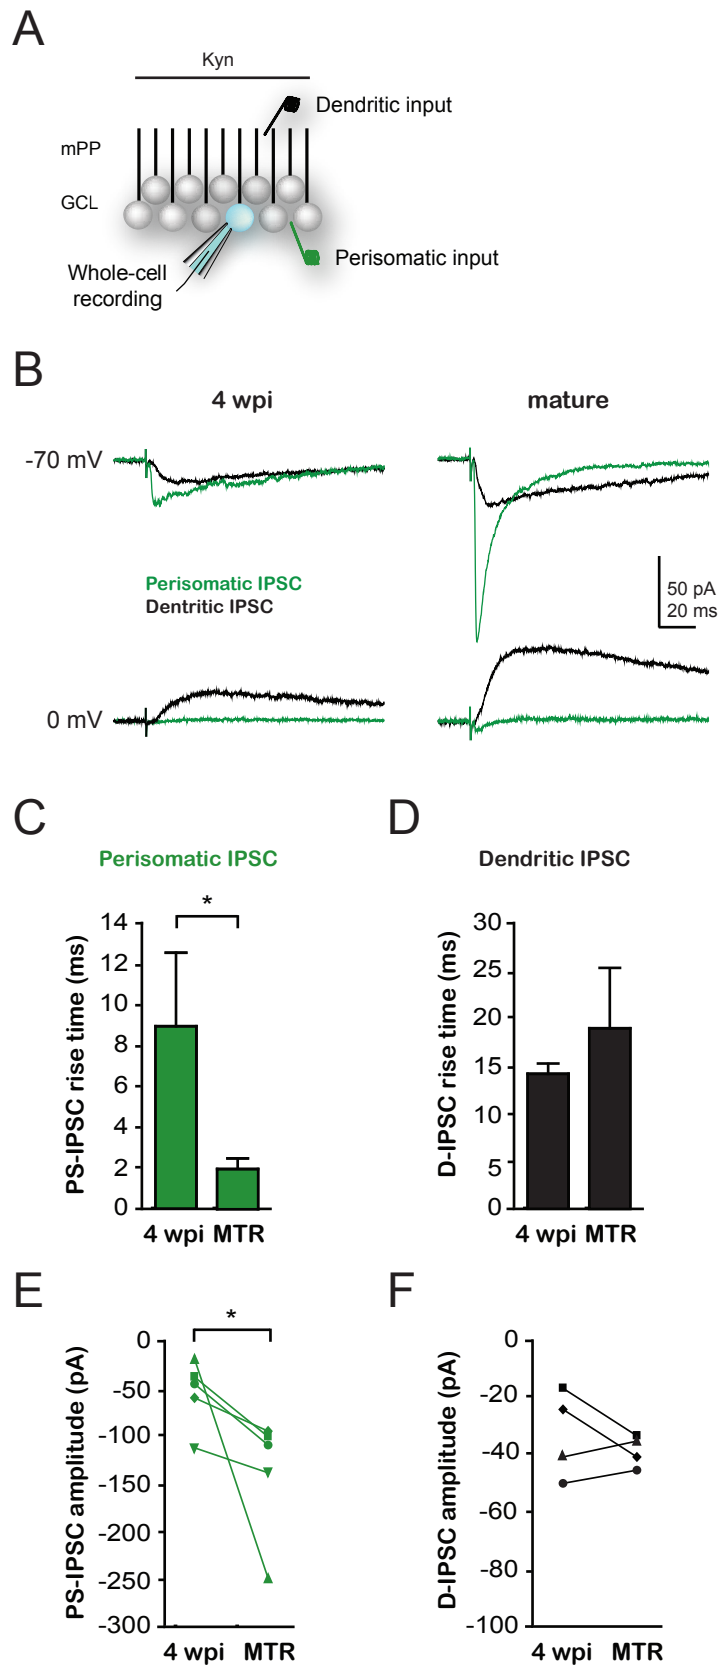 A
Kyn
Dendritic input
mPP
GCL
Perisomatic input
Whole-cell
recording
B
4 wpi
mature
-70 mV
Perisomatic IPSC
Dentritic IPSC
50 pA
20 ms
0 mV
C
Perisomatic IPSC
*
PS-IPSC rise time (ms)
14
12
10
8
6
4
2
0
4 wpi MTR
D
Dendritic IPSC
D-IPSC rise time (ms)
30
25
20
15
10
5
0
4 wpi MTR
E
*
PS-IPSC amplitude (pA)
0
-50
-100
-150
-200
-250
-300
4 wpi MTR
F
D-IPSC amplitude (pA)
0
-20
-40
-60
-80
-100
4 wpi MTR